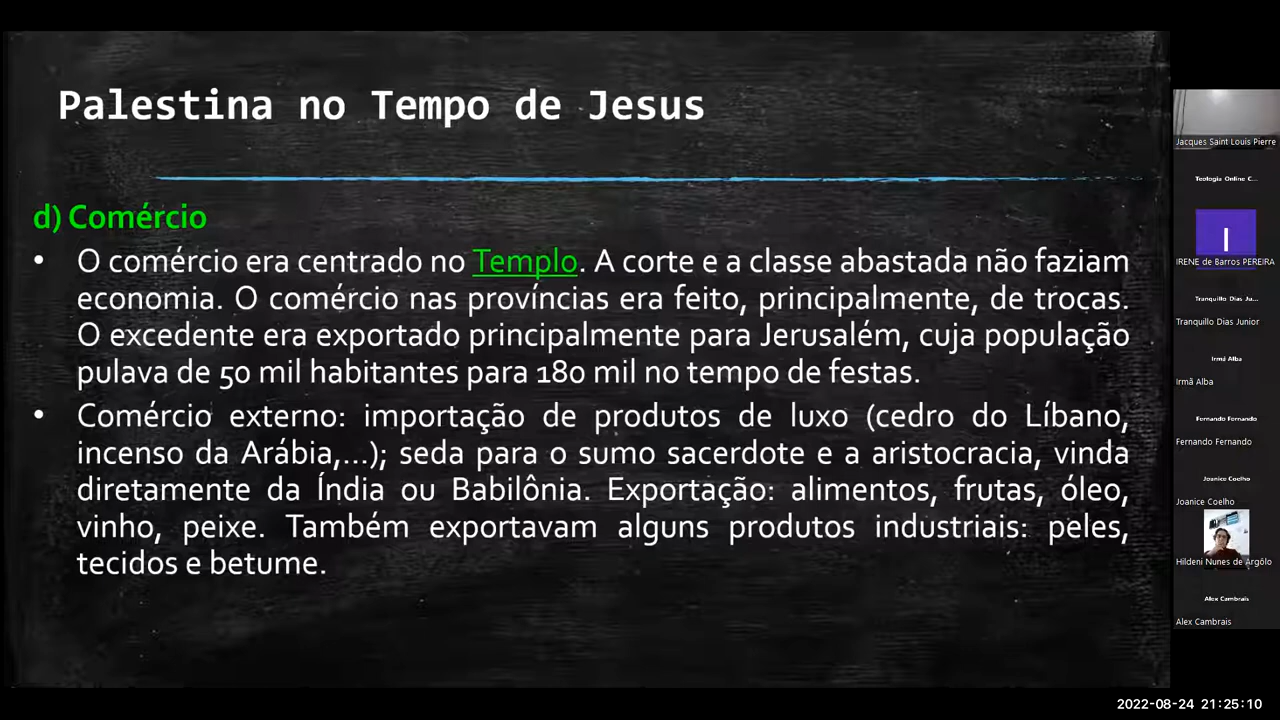 Palestina no Tempo de Jesus
d) Comércio
• O comércio era centrado no Templo. A corte e a classe abastada não faziam
economia. O comércio nas províncias era feito, principalmente, de trocas.
O excedente era exportado principalmente para Jerusalém, cuja população
pulava de 50 mil habitantes para 180 mil no tempo de festas.
• Comércio externo: importação de produtos de luxo (cedro do Líbano,
incenso da Arábia,...); seda para o sumo sacerdote e a aristocracia, vinda
diretamente da Índia ou Babilônia. Exportação: alimentos, frutas, óleo,
vinho, peixe. Também exportavam alguns produtos industriais: peles,
tecidos e betume.
Jacques Saint Louis Pierre
Teologia Online C...
I
IRENE de Barros PEREIRA
Tranquillo Dias Ju...
Tranquillo Dias Junior
Irmã Alba
Irmã Alba
Fernando Fernando
Fernando Fernando
Joanice Coelho
Joanice Coelho
Hildeni Nunes de Argôlo
Alex Cambrais
Alex Cambrais
2022-08-24 21:25:10